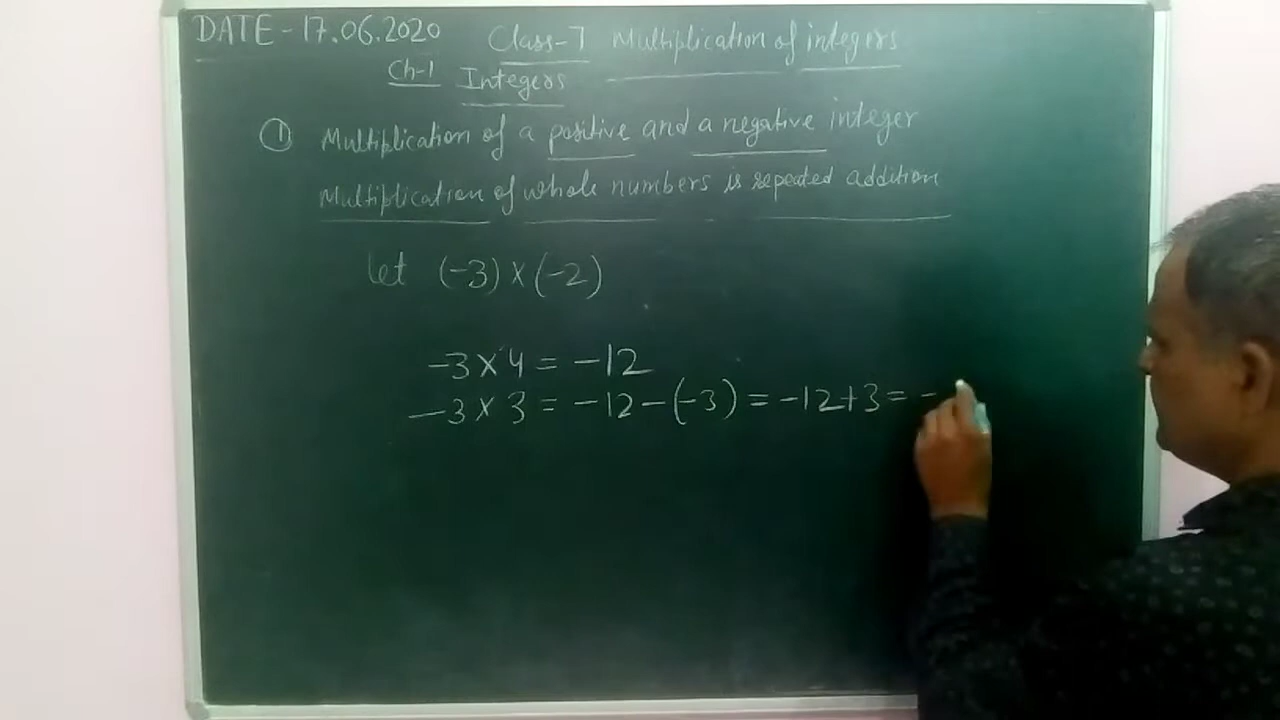 DATE - 17.06.2020
Class-7 Multiplication of integers
Ch-1 Integers
① Multiplication of a positive and a negative integer
Multiplication of whole numbers is repeated addition
let (-3) x (-2)
-3 x 4 = -12
-3 x 3 = -12 - (-3) = -12+3 = -